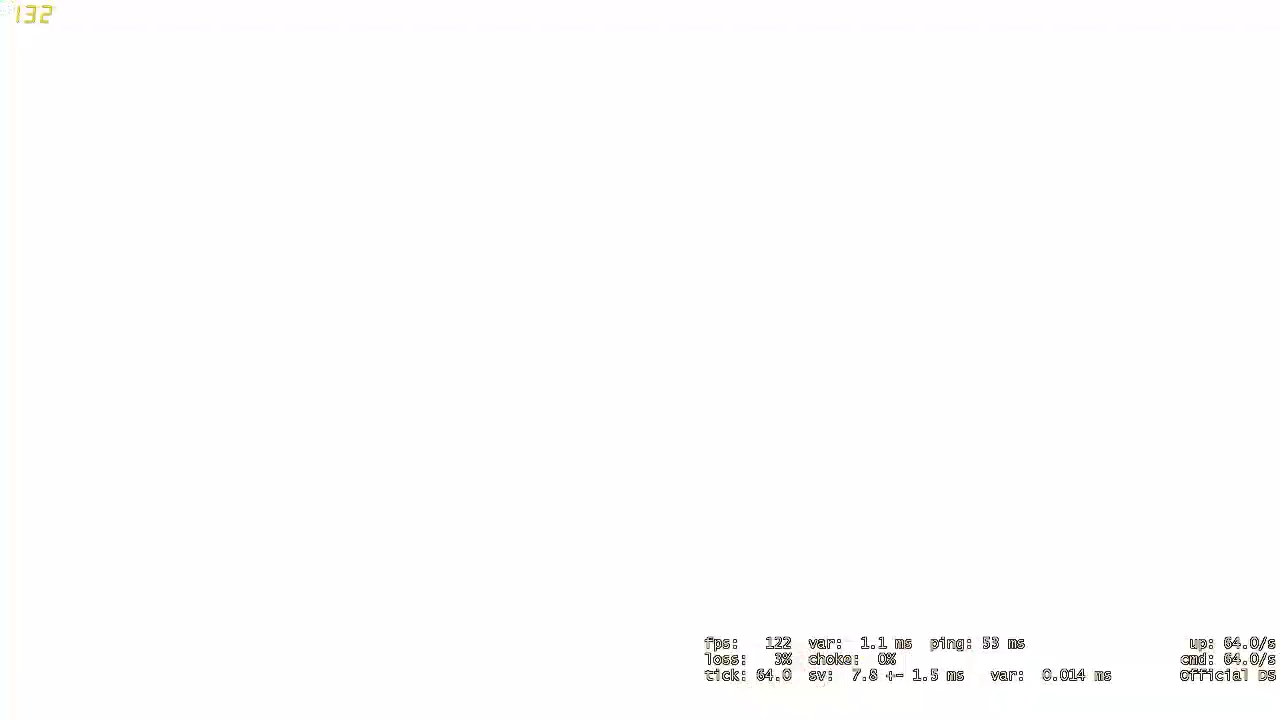 132
fps: 122 var: 1.1 ms ping: 53 ms up: 64.0/s
loss: 3% choke: 0% cmd: 64.0/s
tick: 64.0 sv: 7.8 +- 1.5 ms var: 0.014 ms Official DS